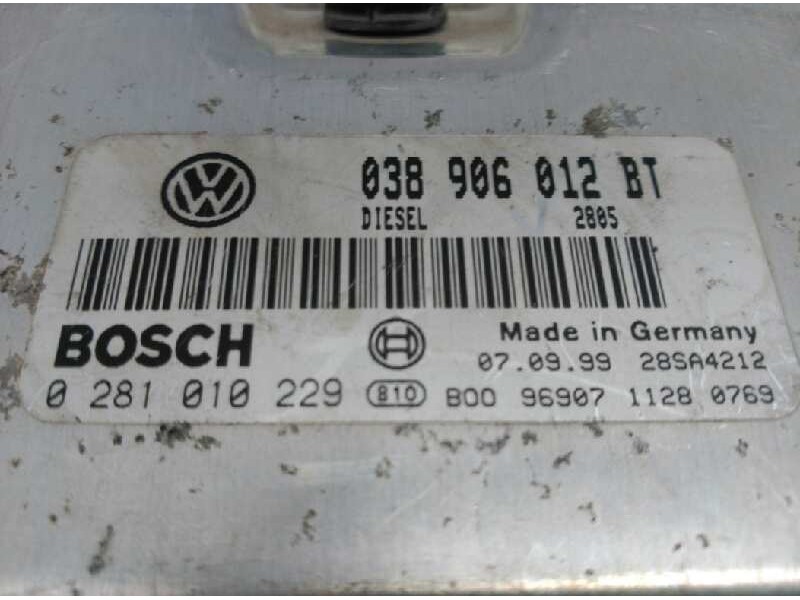 038 906 012 BT
DIESEL 2805
BOSCH
Made in Germany
07.09.99 28SA4212
0 281 010 229 810 B00 96907 1128 0769